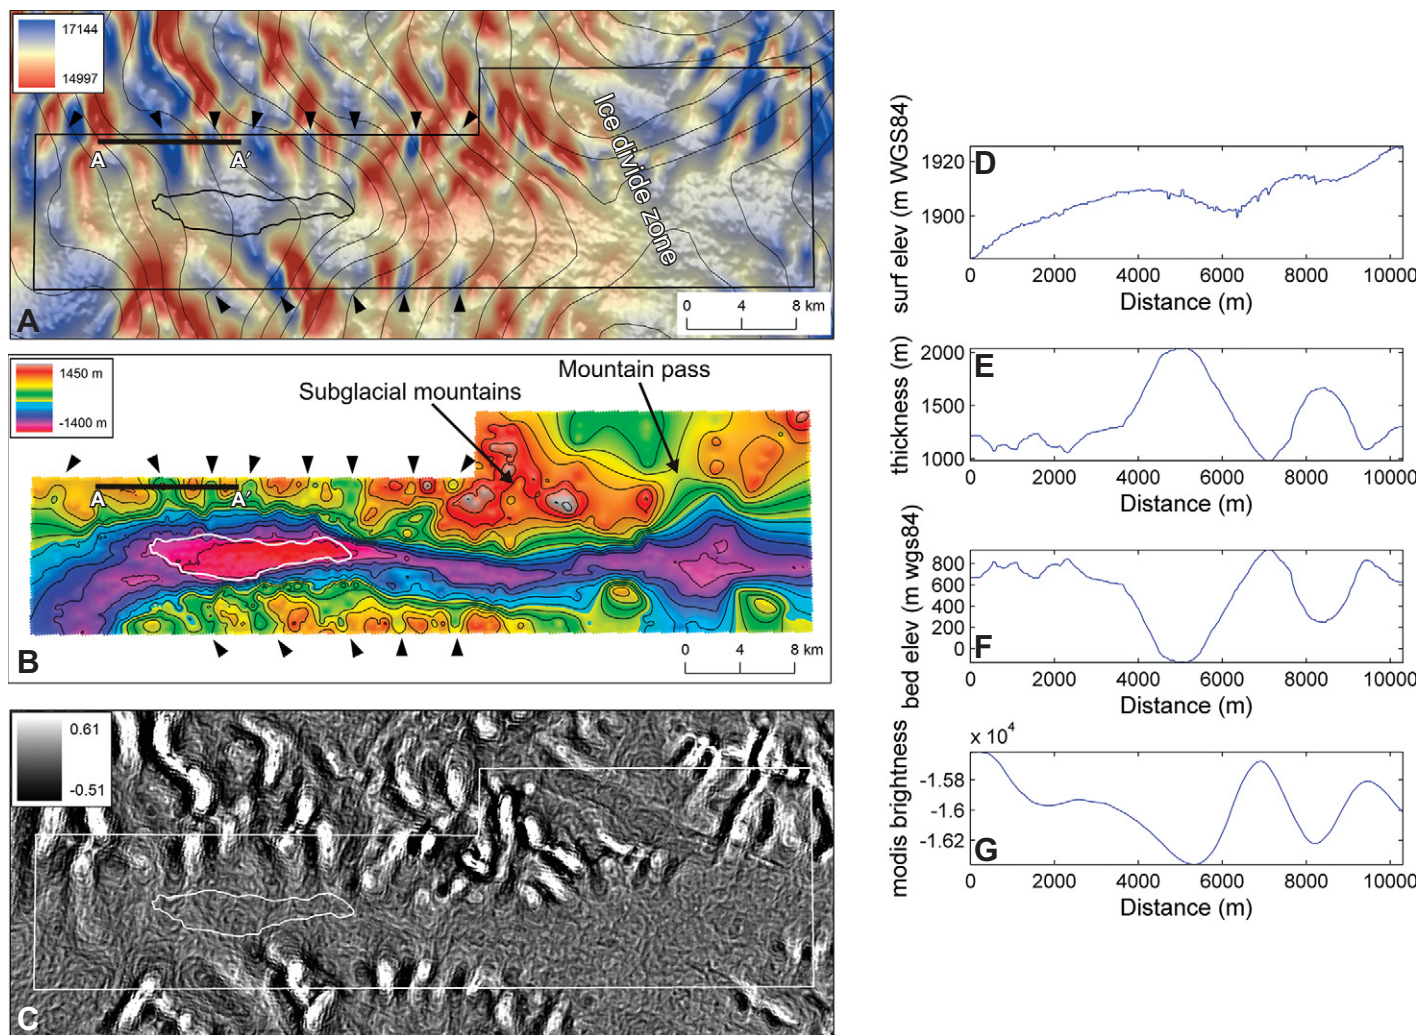 17144
14997
A
A′
Ice divide zone
0 4 8 km
A
1450 m
-1400 m
Subglacial mountains
Mountain pass
A
A′
0 4 8 km
B
0.61
-0.51
C
surf elev (m WGS84)
1920
1900
D
0 2000 4000 6000 8000 10000
Distance (m)
thickness (m)
2000
1500
1000
E
0 2000 4000 6000 8000 10000
Distance (m)
bed elev (m wgs84)
800
600
400
200
0
F
0 2000 4000 6000 8000 10000
Distance (m)
modis brightness
x 10⁴
-1.58
-1.6
-1.62
G
0 2000 4000 6000 8000 10000
Distance (m)